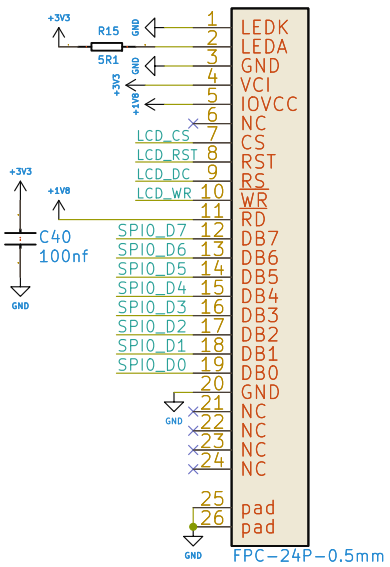 +3V3
R15
5R1
GND
1 LEDK
2 LEDA
GND
3 GND
+3V3
4 VCI
+1V8
5 IOVCC
6 NC
LCD_CS 7 CS
LCD_RST 8 RST
LCD_DC 9 RS
LCD_WR 10 WR
+1V8
11 RD
SPI0_D7 12 DB7
SPI0_D6 13 DB6
SPI0_D5 14 DB5
SPI0_D4 15 DB4
SPI0_D3 16 DB3
SPI0_D2 17 DB2
SPI0_D1 18 DB1
SPI0_D0 19 DB0
20 GND
GND
21 NC
22 NC
23 NC
24 NC
25 pad
26 pad
GND
FPC-24P-0.5mm
+3V3
C40
100nf
GND